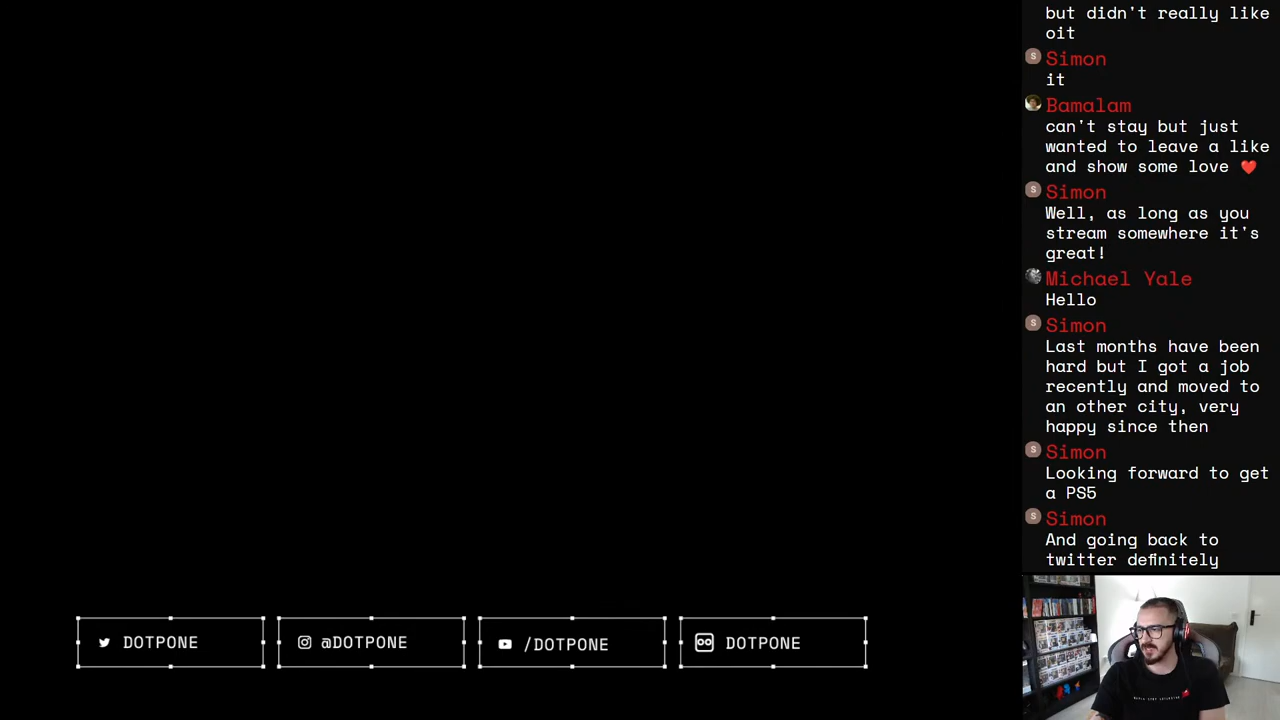 but didn't really like
oit
S Simon
it
Bamalam
can't stay but just
wanted to leave a like
and show some love ❤️
S Simon
Well, as long as you
stream somewhere it's
great!
Michael Yale
Hello
S Simon
Last months have been
hard but I got a job
recently and moved to
an other city, very
happy since then
S Simon
Looking forward to get
a PS5
S Simon
And going back to
twitter definitely
DOTPONE
@DOTPONE
/DOTPONE
DOTPONE